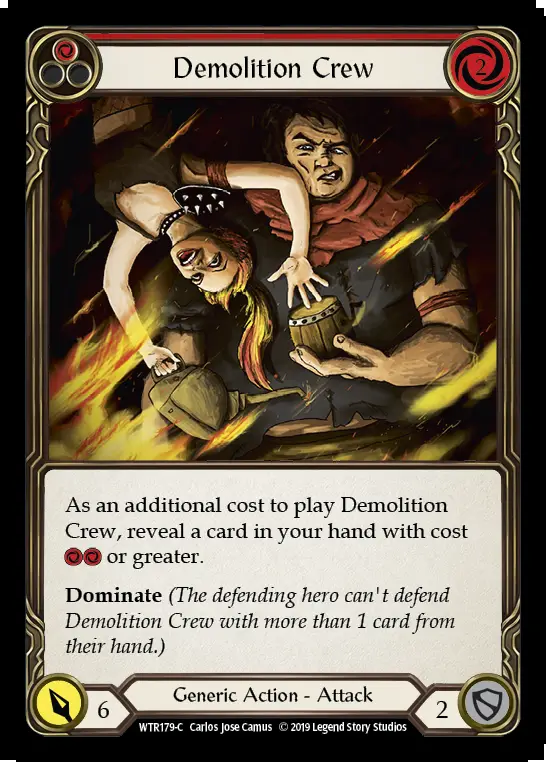 Demolition Crew
2
As an additional cost to play Demolition
Crew, reveal a card in your hand with cost
or greater.
Dominate (The defending hero can't defend
Demolition Crew with more than 1 card from
their hand.)
6
Generic Action - Attack
2
WTR179-C Carlos Jose Camus © 2019 Legend Story Studios